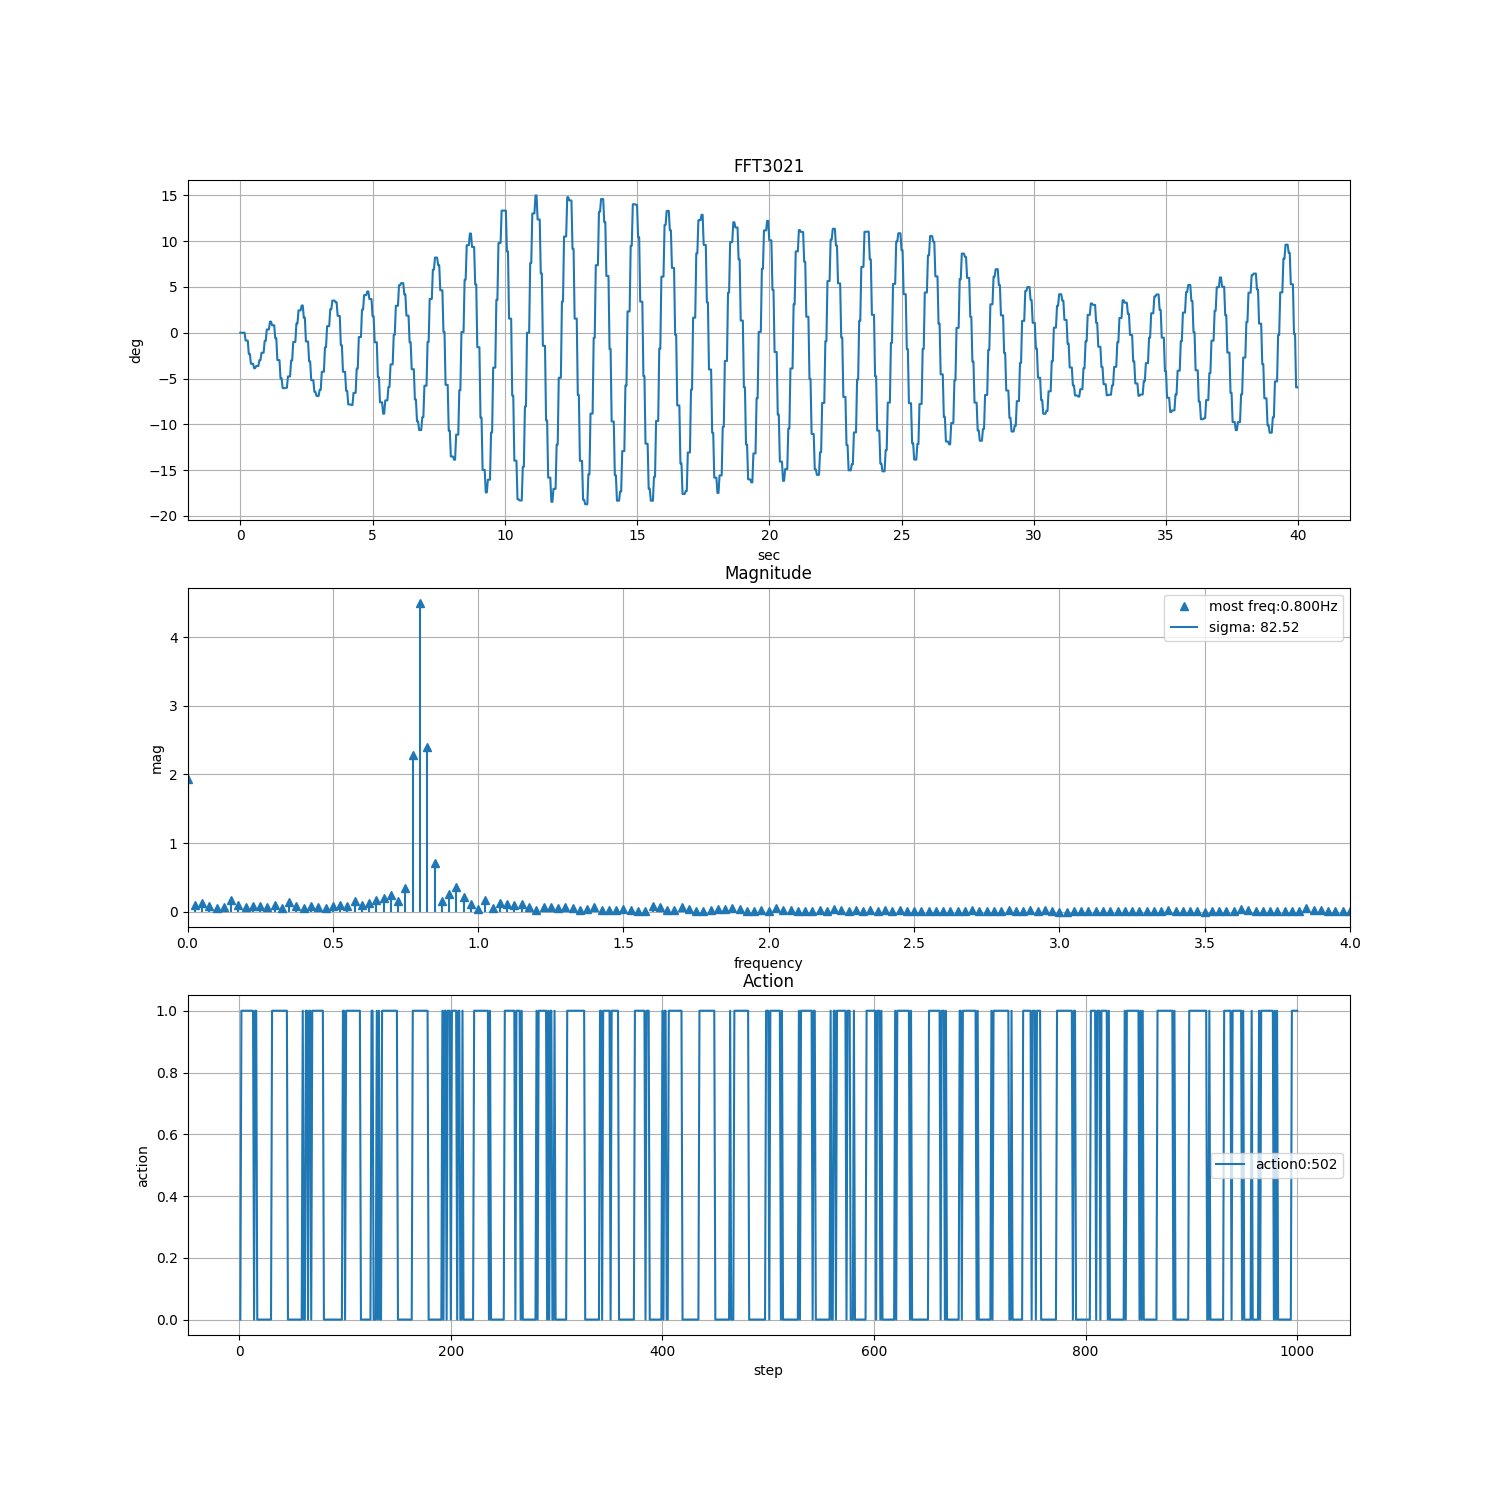 FFT3021
15
10
5
0
−5
−10
−15
−20
deg
0 5 10 15 20 25 30 35 40
sec
Magnitude
most freq:0.800Hz
sigma: 82.52
4
3
2
1
0
mag
0.0 0.5 1.0 1.5 2.0 2.5 3.0 3.5 4.0
frequency
Action
1.0
0.8
0.6
0.4
0.2
0.0
action
action0:502
0 200 400 600 800 1000
step